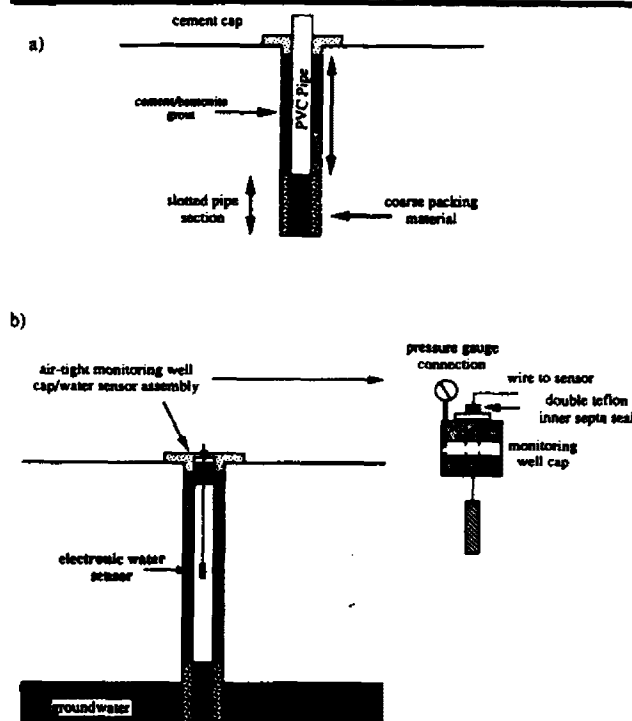 cement cap
a)
PVC Pipe
cement/bentonite
grout
slotted pipe
section
coarse packing
material
b)
air-tight monitoring well
cap/water sensor assembly
pressure gauge
connection
wire to sensor
double teflon
inner septa seal
monitoring
well cap
electronic water
sensor
groundwater